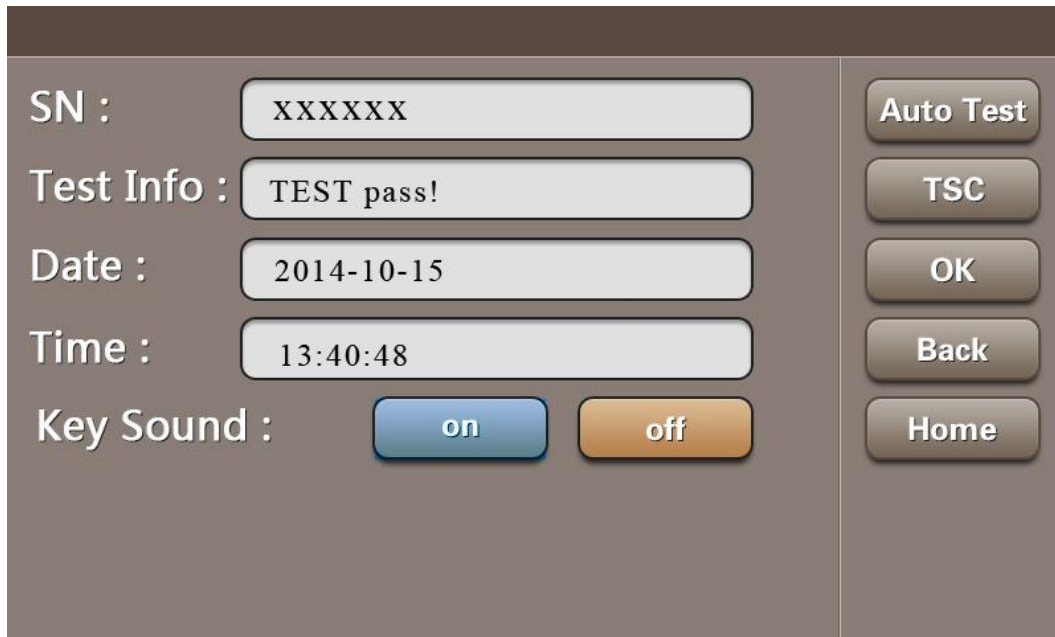 SN :
XXXXXX
Auto Test
Test Info :
TEST pass!
TSC
Date :
2014-10-15
OK
Time :
13:40:48
Back
Key Sound :
on
off
Home